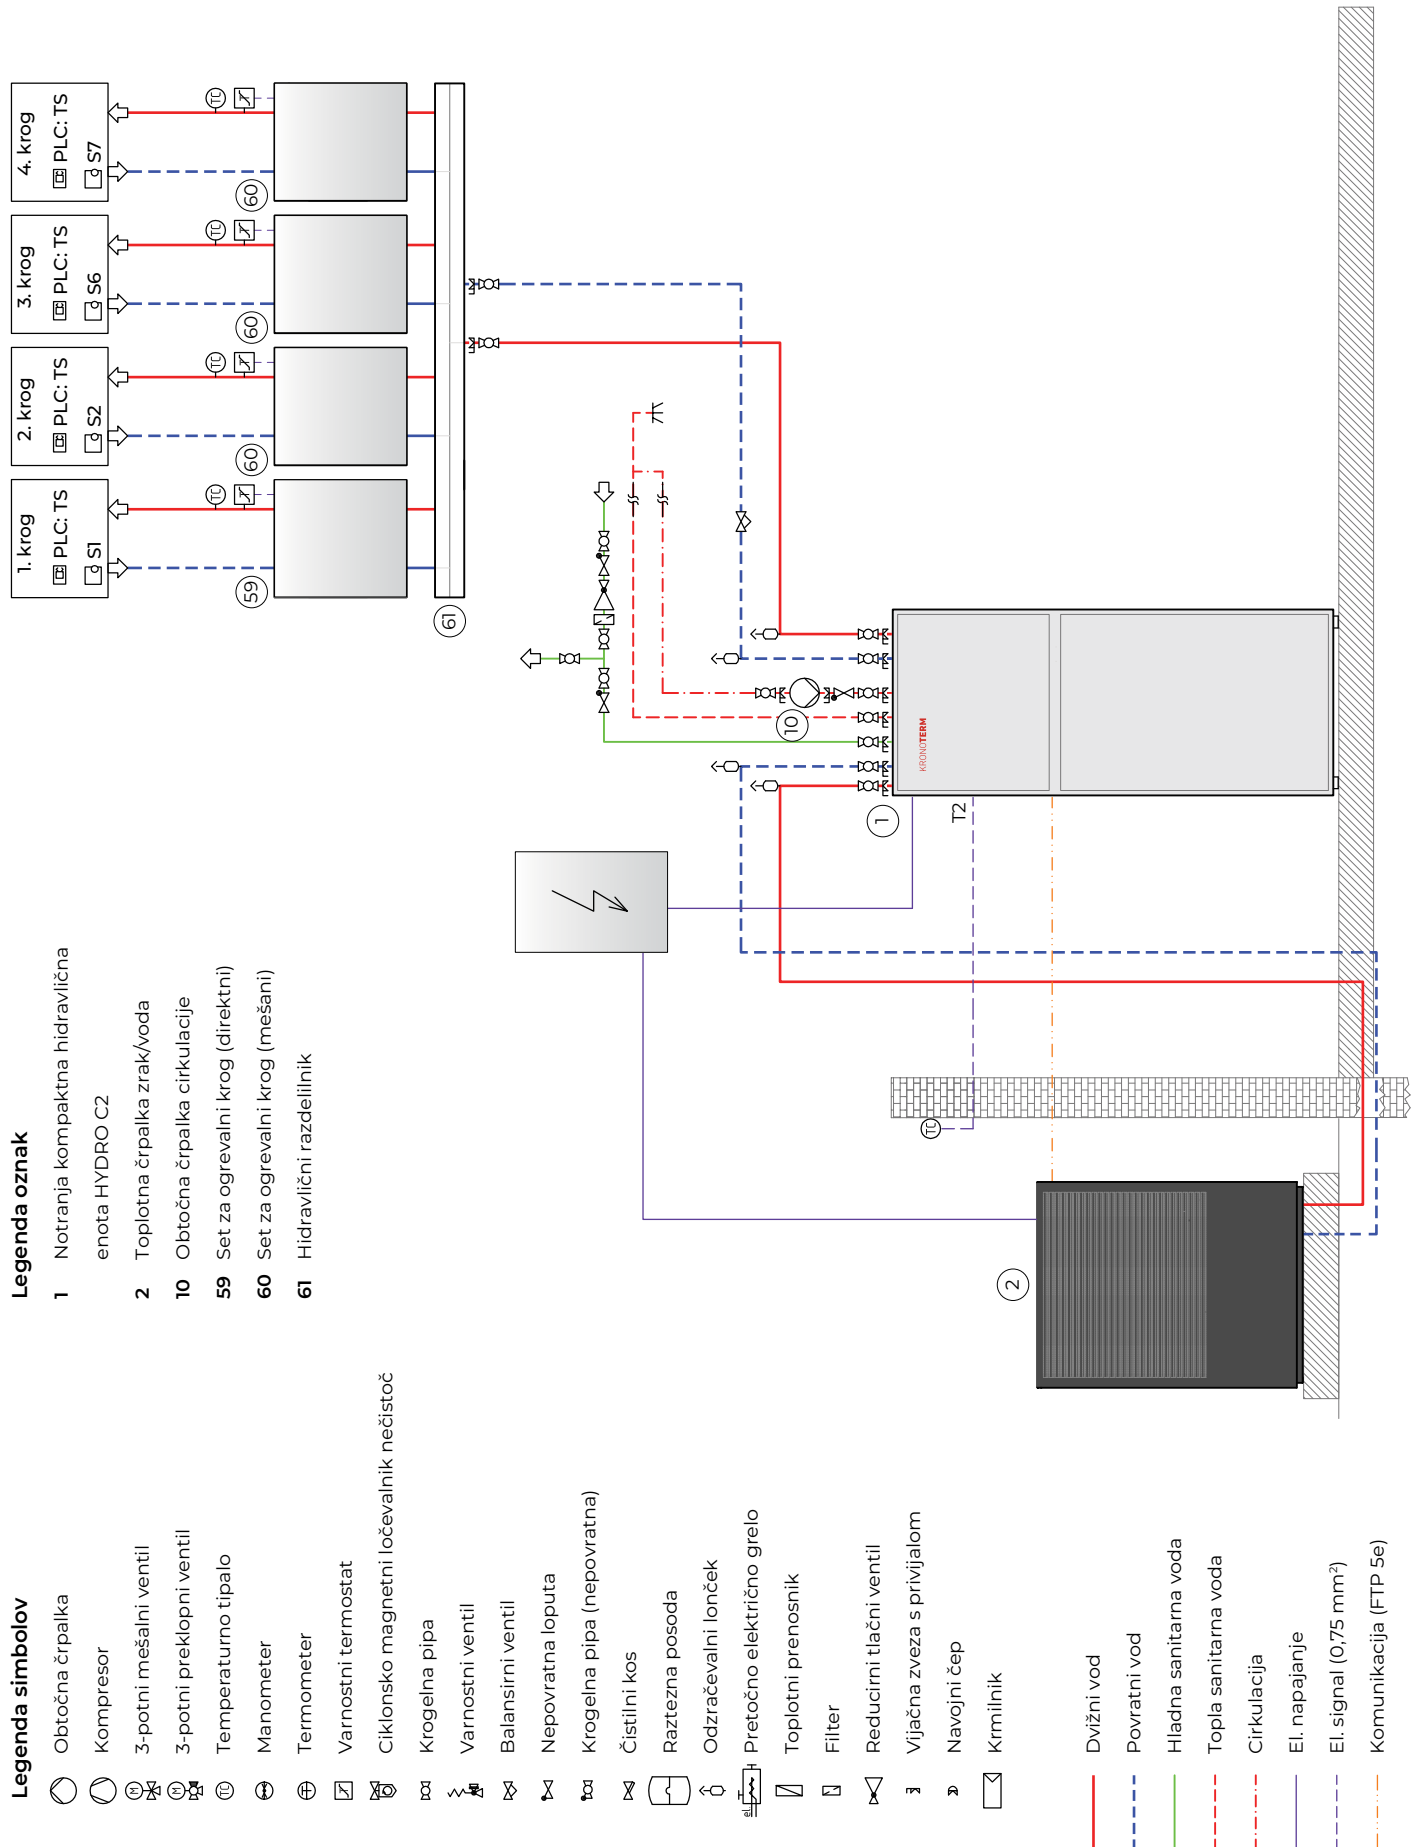 Legenda simbolov
Obtočna črpalka
Kompresor
3-potni mešalni ventil
3-potni preklopni ventil
Temperaturno tipalo
Manometer
Termometer
Varnostni termostat
Ciklonsko magnetni ločevalnik nečistoč
Krogelna pipa
Varnostni ventil
Balansirni ventil
Nepovratna loputa
Krogelna pipa (nepovratna)
Čistilni kos
Raztezna posoda
Odzračevalni lonček
Pretočno električno grelo
Toplotni prenosnik
Filter
Reducirni tlačni ventil
Vijačna zveza s privijalom
Navojni čep
Krmilnik
M
M
TC
el.
Dvižni vod
Povratni vod
Hladna sanitarna voda
Topla sanitarna voda
Cirkulacija
El. napajanje
El. signal (0,75 mm²)
Komunikacija (FTP 5e)
Legenda oznak
1 Notranja kompaktna hidravlična
enota HYDRO C2
2 Toplotna črpalka zrak/voda
10 Obtočna črpalka cirkulacije
59 Set za ogrevalni krog (direktni)
60 Set za ogrevalni krog (mešani)
61 Hidravlični razdelilnik
1. krog
PLC: TS
S1
2. krog
PLC: TS
S2
3. krog
PLC: TS
S6
4. krog
PLC: TS
S7
TC
TC
TC
TC
59
60
60
60
61
10
1
T2
TC
2
KRONOTERM